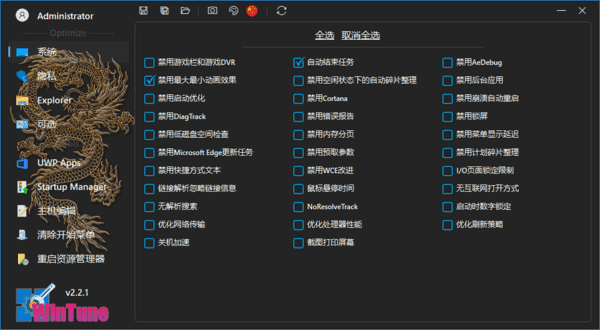 Administrator
Optimize
系统
隐私
Explorer
可选
UWP Apps
Startup Manager
主机编辑
清除开始菜单
重启资源管理器
v2.2.1
WinTune
全选 取消全选
禁用游戏栏和游戏DVR 自动结束任务 禁用AeDebug
禁用最大最小动画效果 禁用空闲状态下的自动碎片整理 禁用后台应用
禁用启动优化 禁用Cortana 禁用崩溃自动重启
禁用DiagTrack 禁用错误报告 禁用锁屏
禁用低磁盘空间检查 禁用内存分页 禁用菜单显示延迟
禁用Microsoft Edge更新任务 禁用预取参数 禁用计划碎片整理
禁用快捷方式文本 禁用WCE改进 I/O页面锁定限制
链接解析忽略链接信息 鼠标悬停时间 无互联网打开方式
无解析搜索 NoResolveTrack 启动时数字锁定
优化网络传输 优化处理器性能 优化刷新策略
关机加速 截图打印屏幕